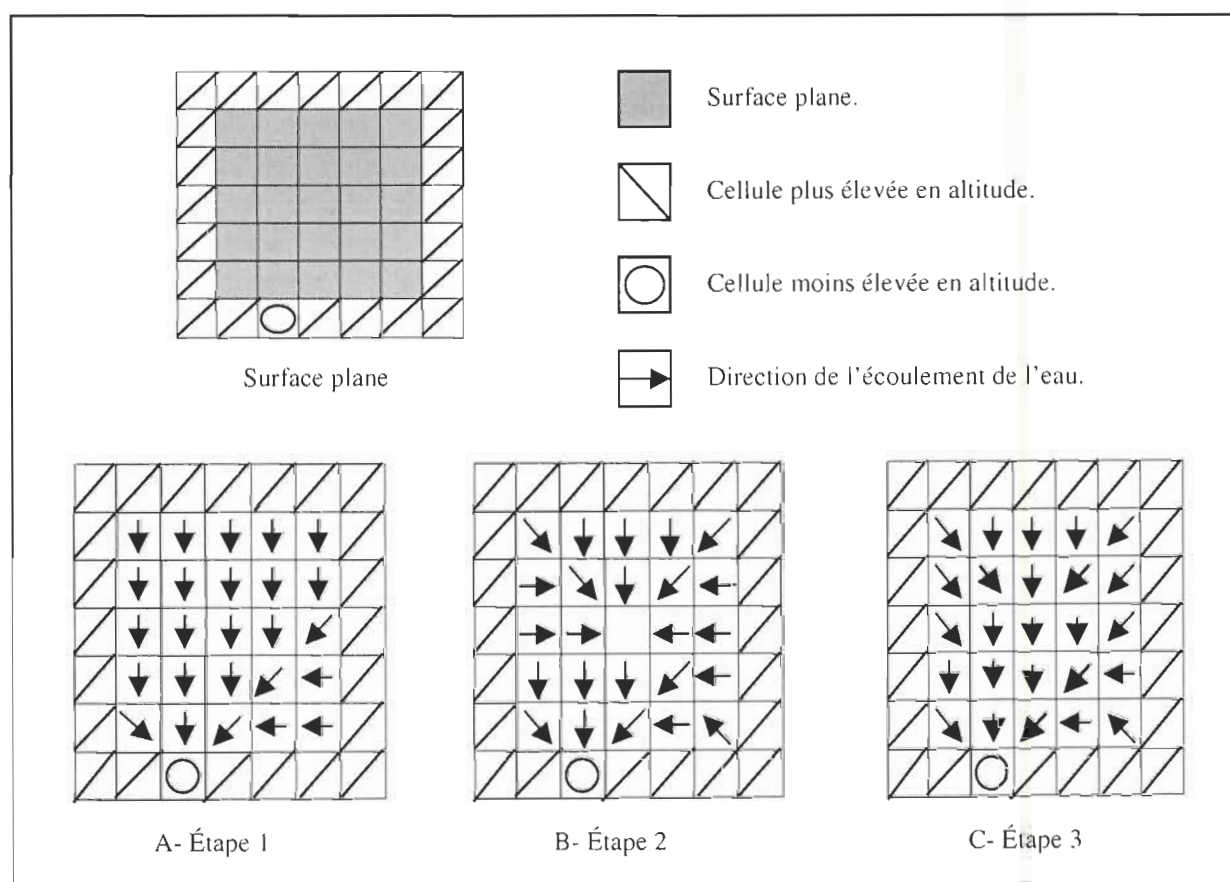 Surface plane.
Cellule plus élevée en altitude.
Cellule moins élevée en altitude.
Surface plane
Direction de l'écoulement de l'eau.
A- Étape 1
B- Étape 2
C- Étape 3